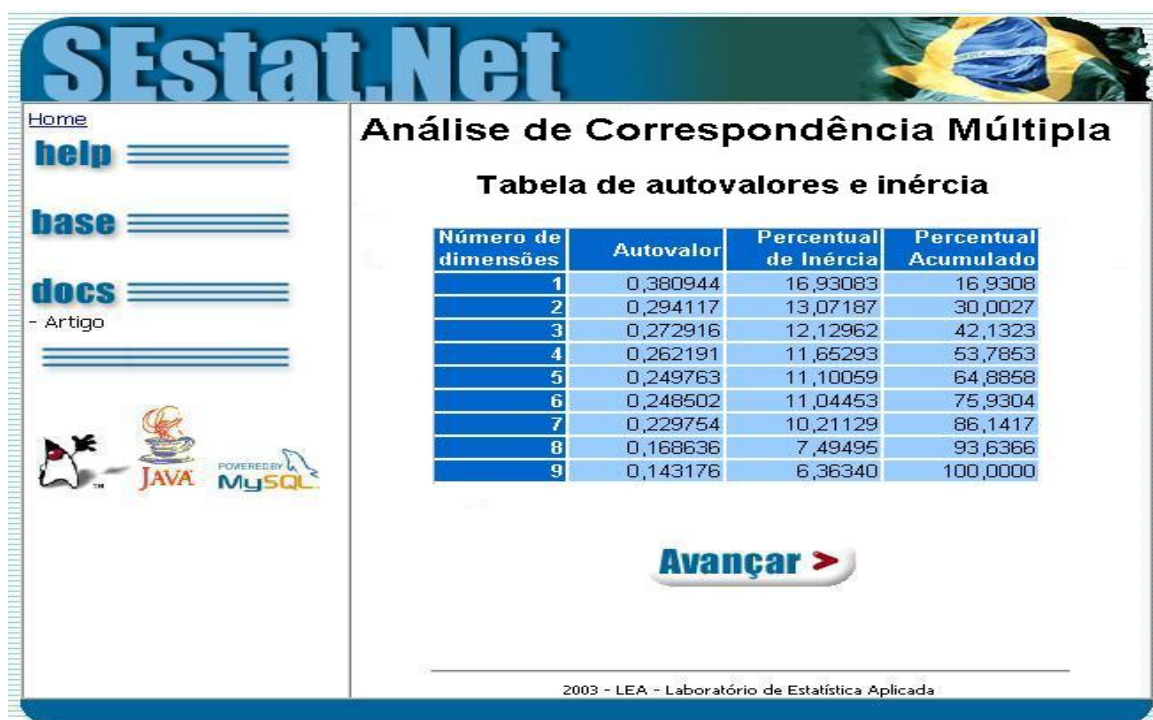 SEstat.Net
Home
help
base
docs
- Artigo
JAVA
TM
POWERED BY
MySQL
Análise de Correspondência Múltipla
Tabela de autovalores e inércia
Número de dimensões Autovalor Percentual de Inércia Percentual Acumulado
1 0,380944 16,93083 16,9308
2 0,294117 13,07187 30,0027
3 0,272916 12,12962 42,1323
4 0,262191 11,65293 53,7853
5 0,249763 11,10059 64,8858
6 0,248502 11,04453 75,9304
7 0,229754 10,21129 86,1417
8 0,168636 7,49495 93,6366
9 0,143176 6,36340 100,0000
Avançar >
2003 - LEA - Laboratório de Estatística Aplicada